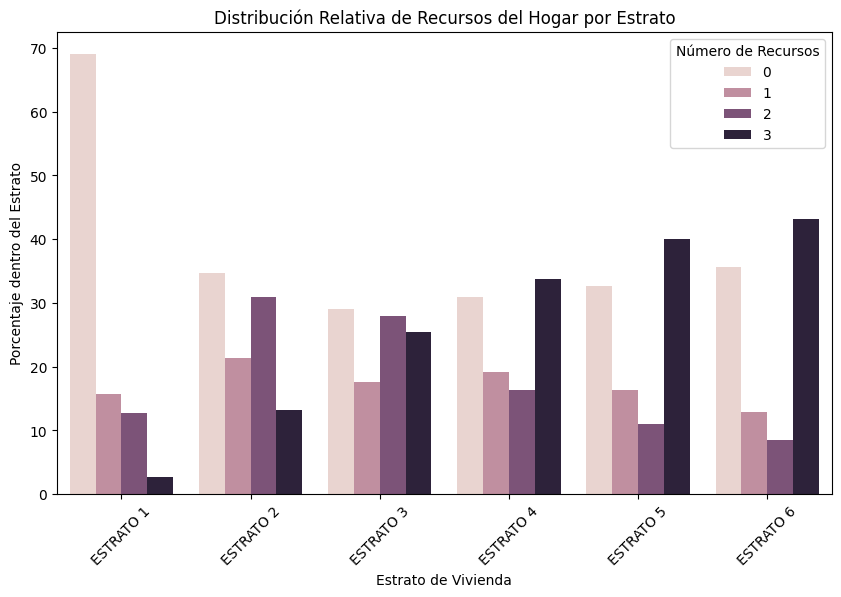 Distribución Relativa de Recursos del Hogar por Estrato
Número de Recursos
0
1
2
3
Porcentaje dentro del Estrato
70
60
50
40
30
20
10
0
ESTRATO 1
ESTRATO 2
ESTRATO 3
ESTRATO 4
ESTRATO 5
ESTRATO 6
Estrato de Vivienda